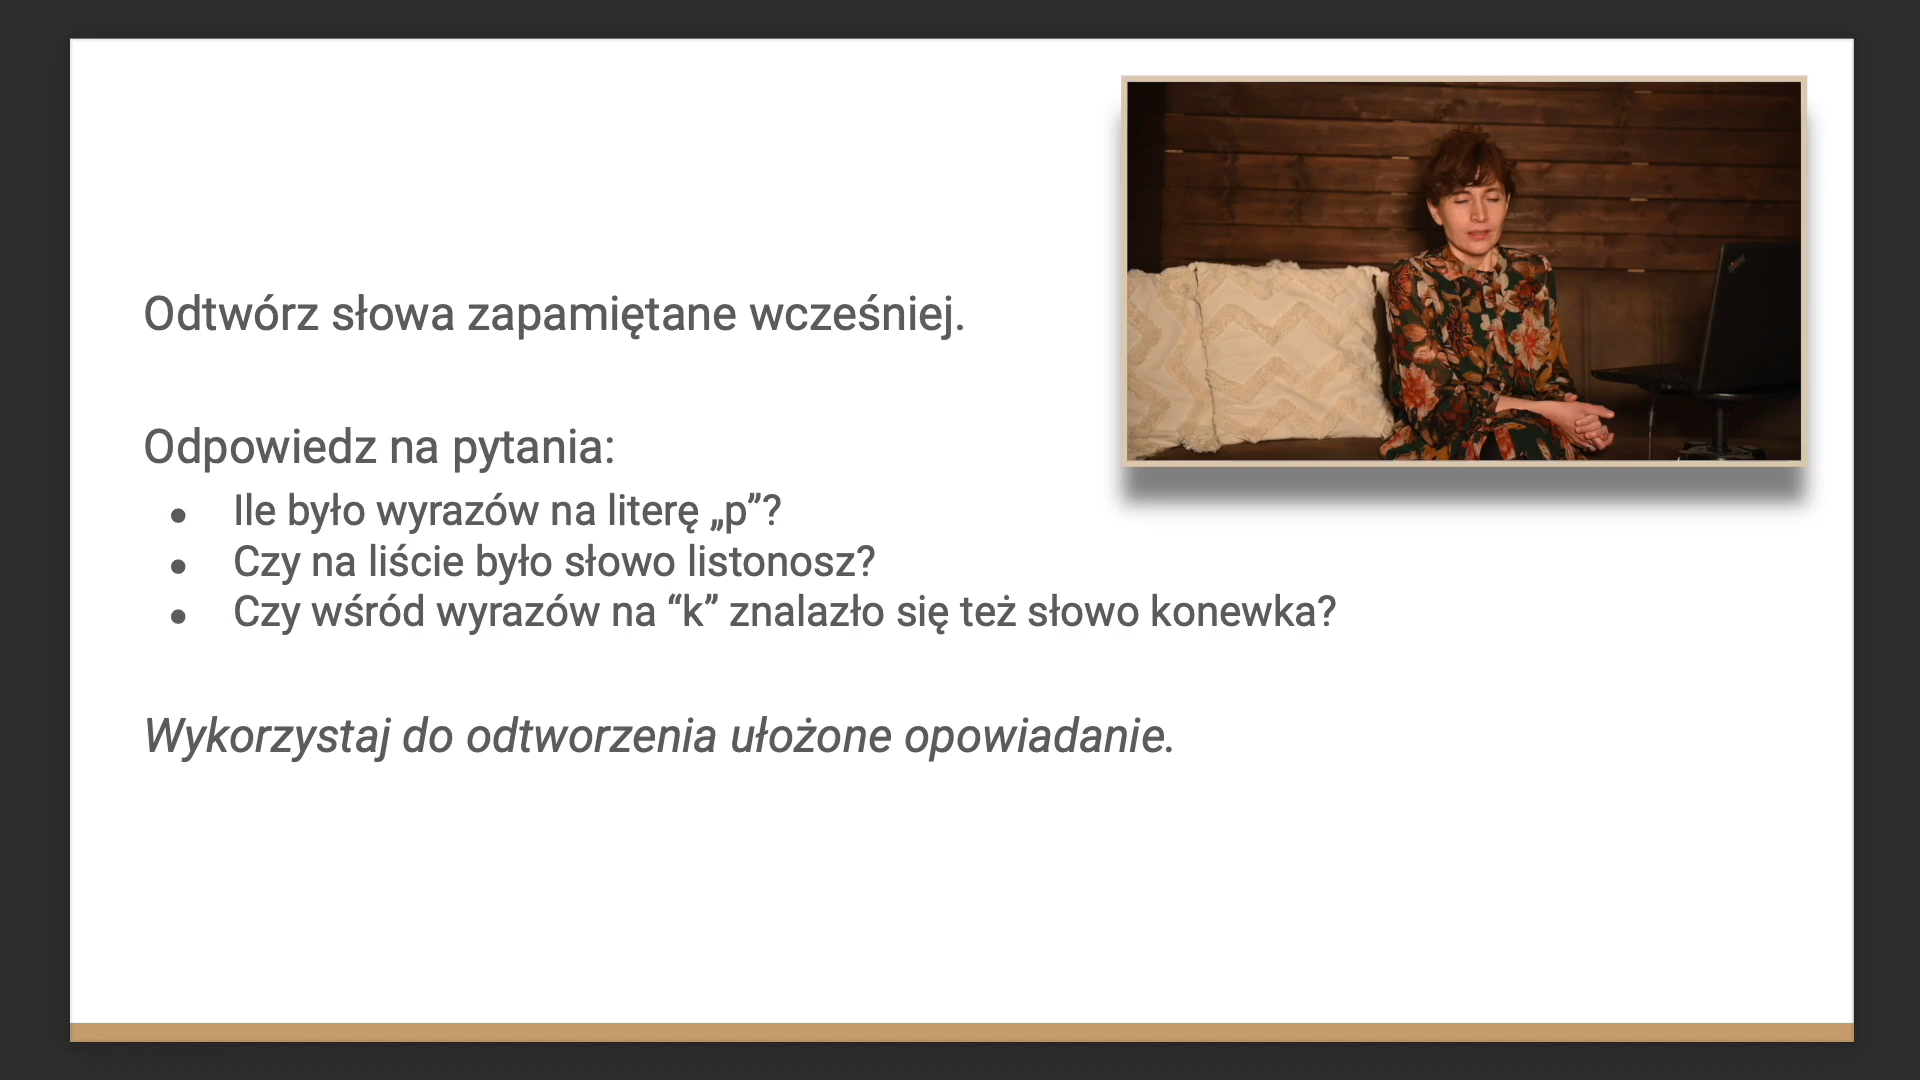 Odtwórz słowa zapamiętane wcześniej.
Odpowiedz na pytania:
● Ile było wyrazów na literę „p”?
● Czy na liście było słowo listonosz?
● Czy wśród wyrazów na “k” znalazło się też słowo konewka?
Wykorzystaj do odtworzenia ułożone opowiadanie.